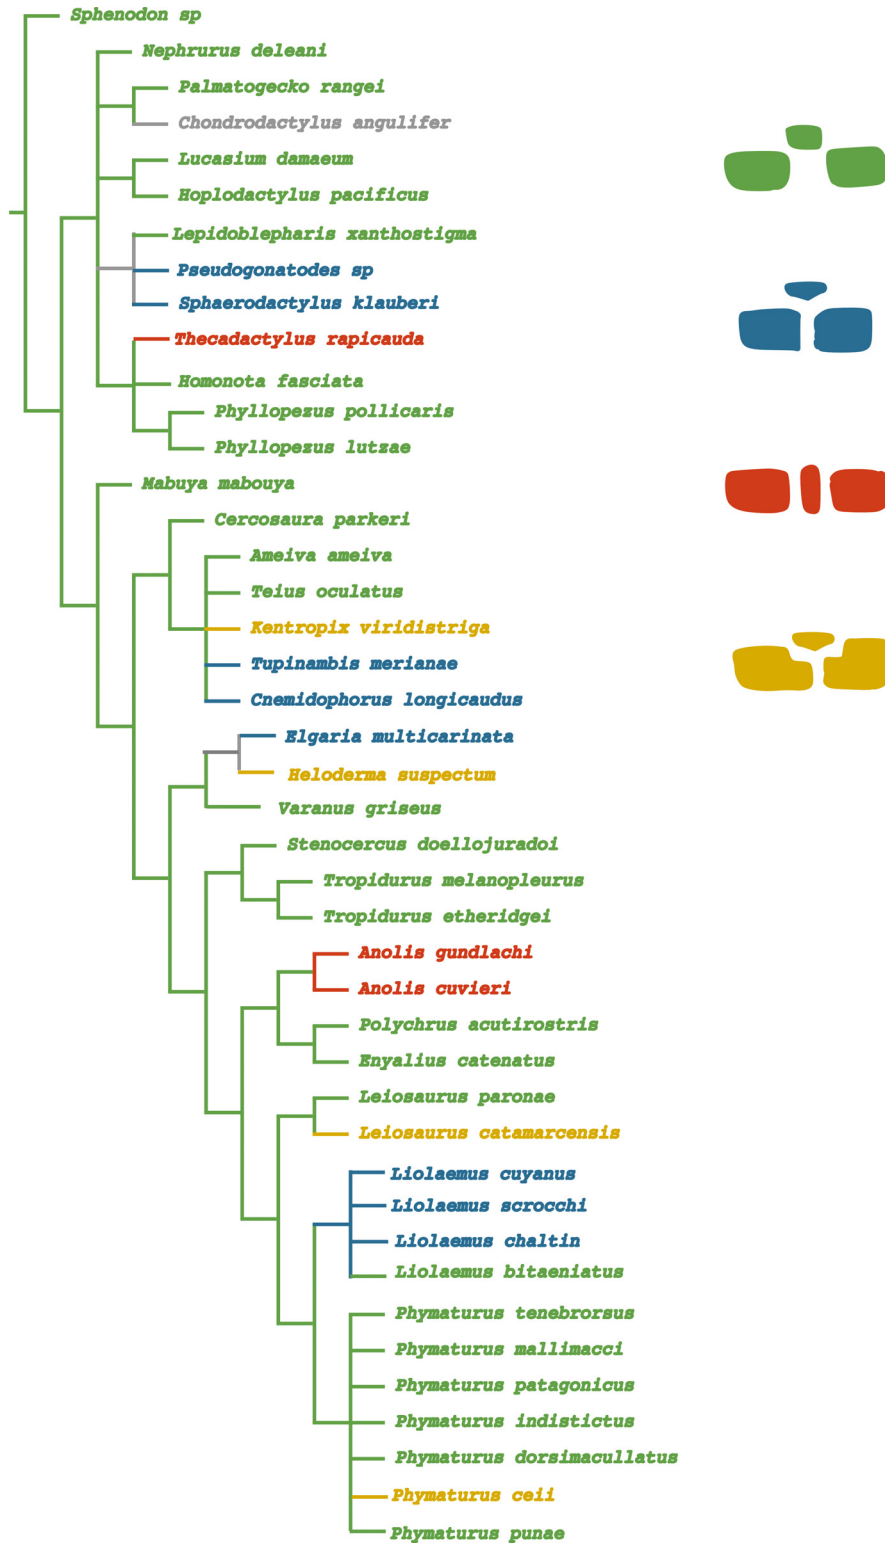 Sphenodon sp
Nephrurus deleani
Palmatogecko rangei
Chondrodactylus angulifer
Lucasium damaeum
Hoplodactylus pacificus
Lepidoblepharis xanthostigma
Pseudogonatodes sp
Sphaerodactylus klauberi
Thecadactylus rapicauda
Homonota fasciata
Phyllopezus pollicaris
Phyllopezus lutzae
Mabuya mabouya
Cercosaura parkeri
Ameiva ameiva
Teius oculatus
Kentropix viridistriga
Tupinambis merianae
Cnemidophorus longicaudus
Elgaria multicarinata
Heloderma suspectum
Varanus griseus
Stenocercus doellojuradoi
Tropidurus melanopleurus
Tropidurus etheridgei
Anolis gundlachi
Anolis cuvieri
Polychrus acutirostris
Enyalius catenatus
Leiosaurus paronae
Leiosaurus catamarcensis
Liolaemus cuyanus
Liolaemus scrocchi
Liolaemus chaltin
Liolaemus bitaeniatus
Phymaturus tenebrorsus
Phymaturus mallimacci
Phymaturus patagonicus
Phymaturus indistictus
Phymaturus dorsimacullatus
Phymaturus ceii
Phymaturus punae